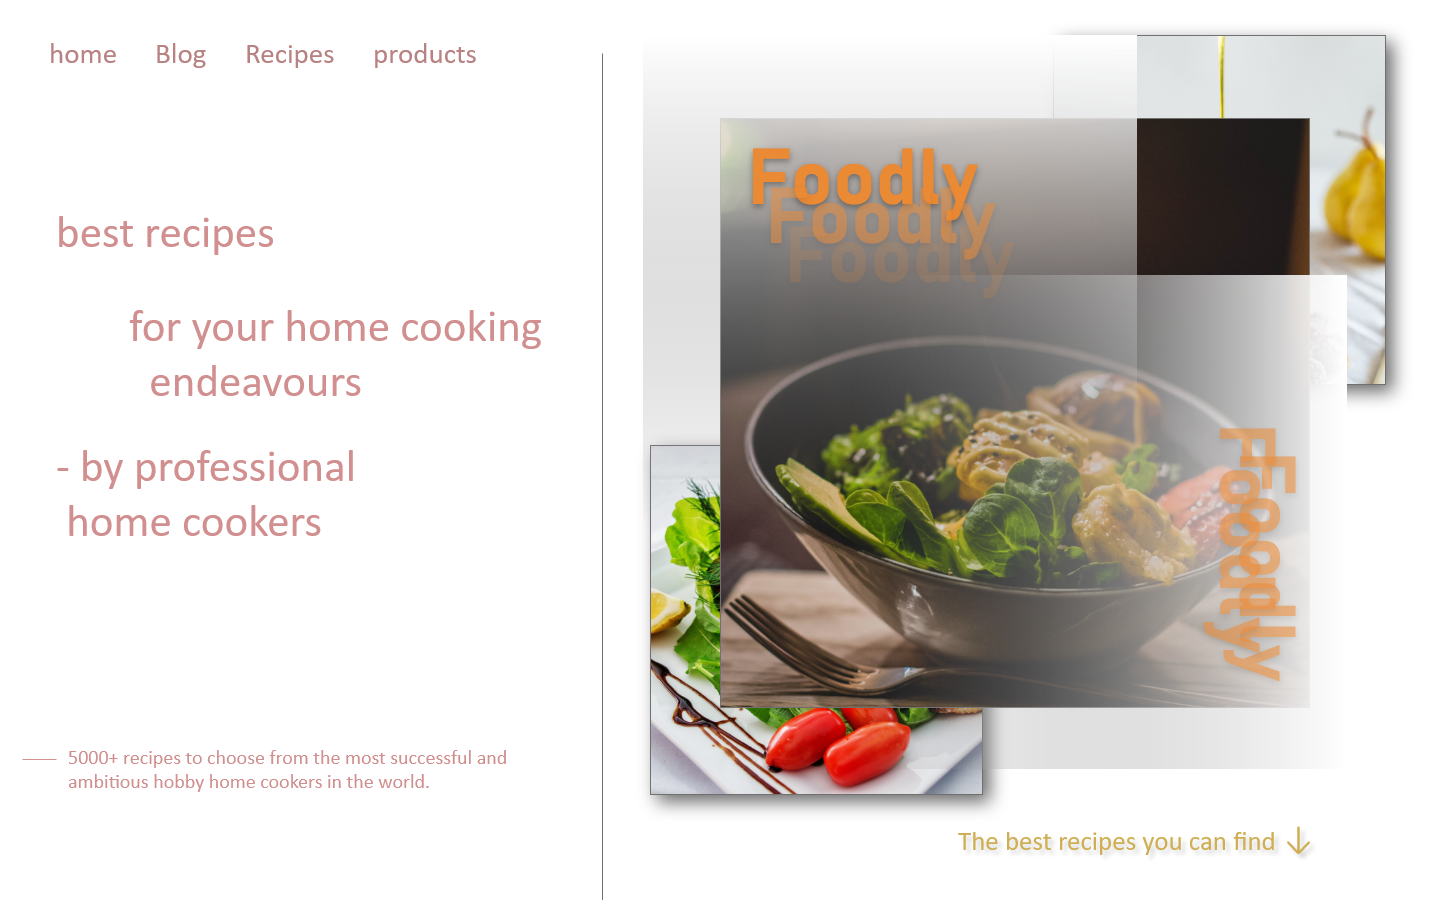 home Blog Recipes products
best recipes
for your home cooking
endeavours
- by professional
home cookers
5000+ recipes to choose from the most successful and
ambitious hobby home cookers in the world.
Foodly
Foodly
Foodly
Foodly
Foodly
The best recipes you can find